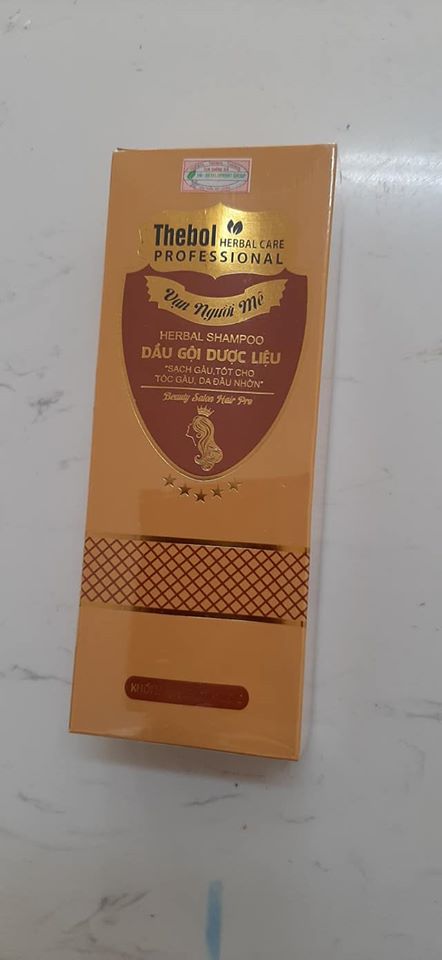 Thebol HERBAL CARE
PROFESSIONAL
Vạn Người Mê
HERBAL SHAMPOO
DẦU GỘI DƯỢC LIỆU
"SẠCH GẦU,TỐT CHO
TÓC GẦU, DA ĐẦU NHỜN"
Beauty Salon Hair Pro